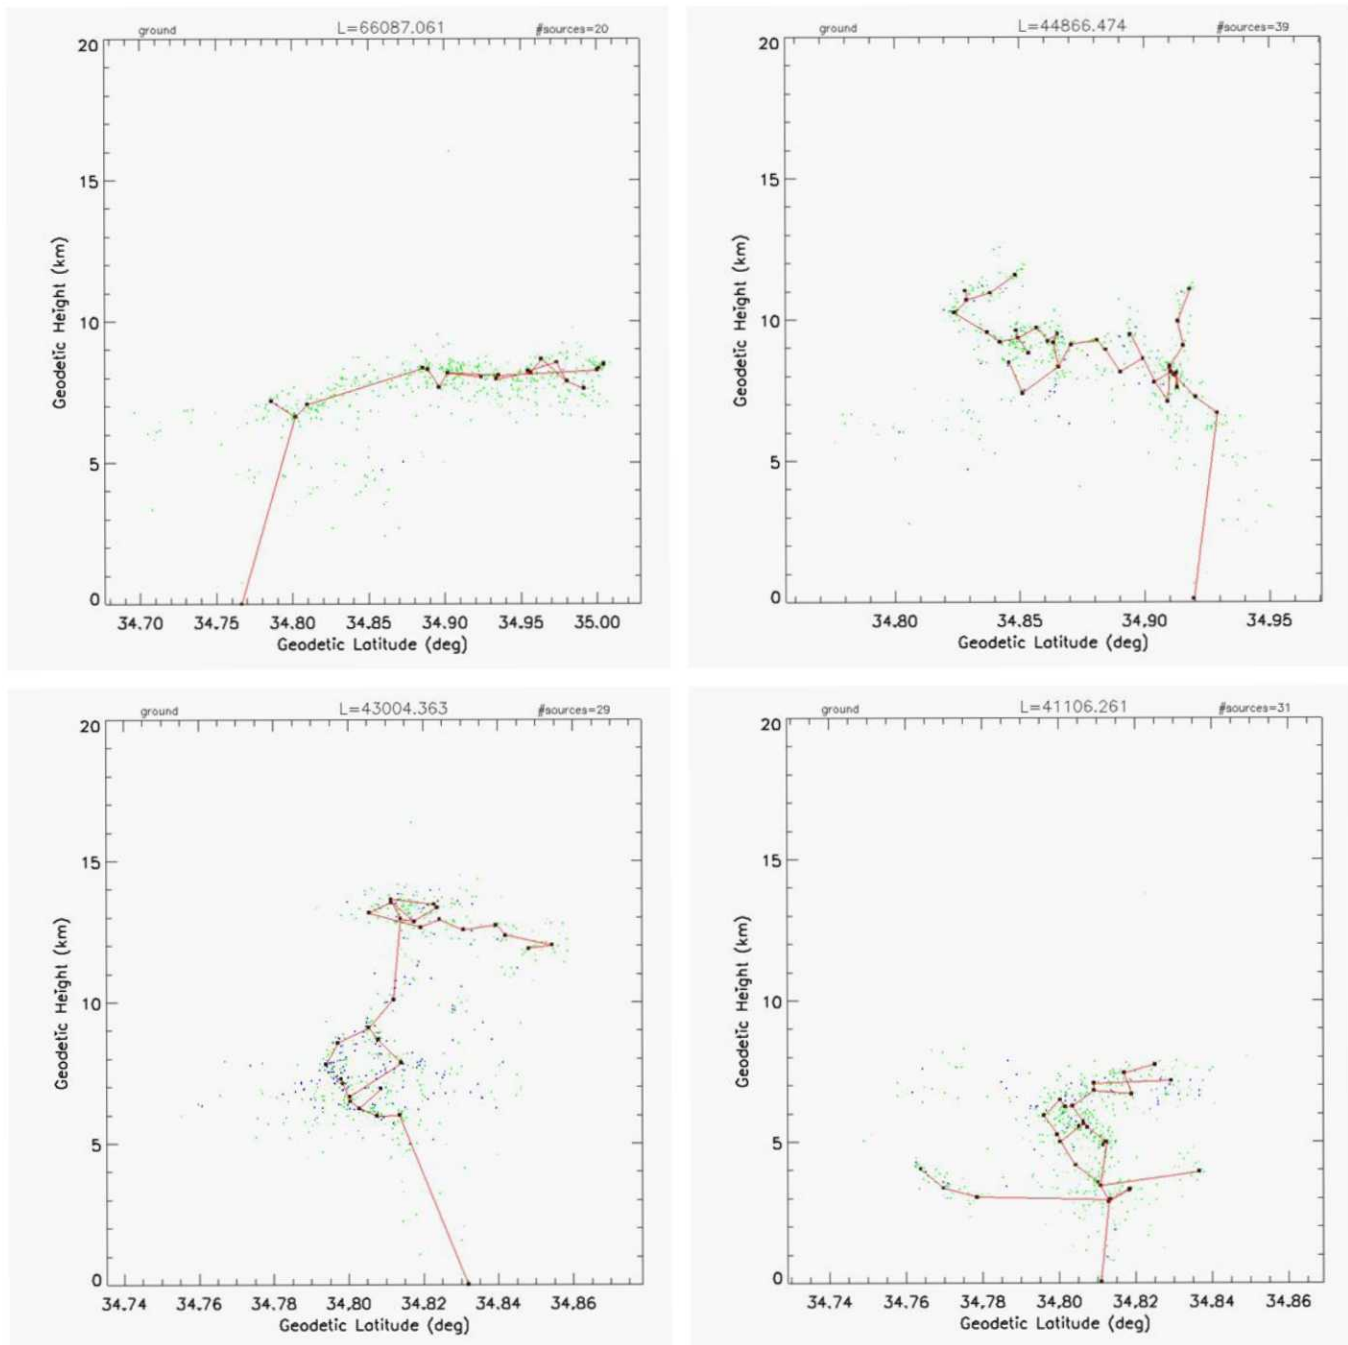 ground L=66087.061 #sources=20
20
15
10
5
0
Geodetic Height (km)
34.70 34.75 34.80 34.85 34.90 34.95 35.00
Geodetic Latitude (deg)
ground L=44866.474 #sources=39
20
15
10
5
0
Geodetic Height (km)
34.80 34.85 34.90 34.95
Geodetic Latitude (deg)
ground L=43004.363 #sources=29
20
15
10
5
0
Geodetic Height (km)
34.74 34.76 34.78 34.80 34.82 34.84 34.86
Geodetic Latitude (deg)
ground L=41106.261 #sources=31
20
15
10
5
0
Geodetic Height (km)
34.74 34.76 34.78 34.80 34.82 34.84 34.86
Geodetic Latitude (deg)